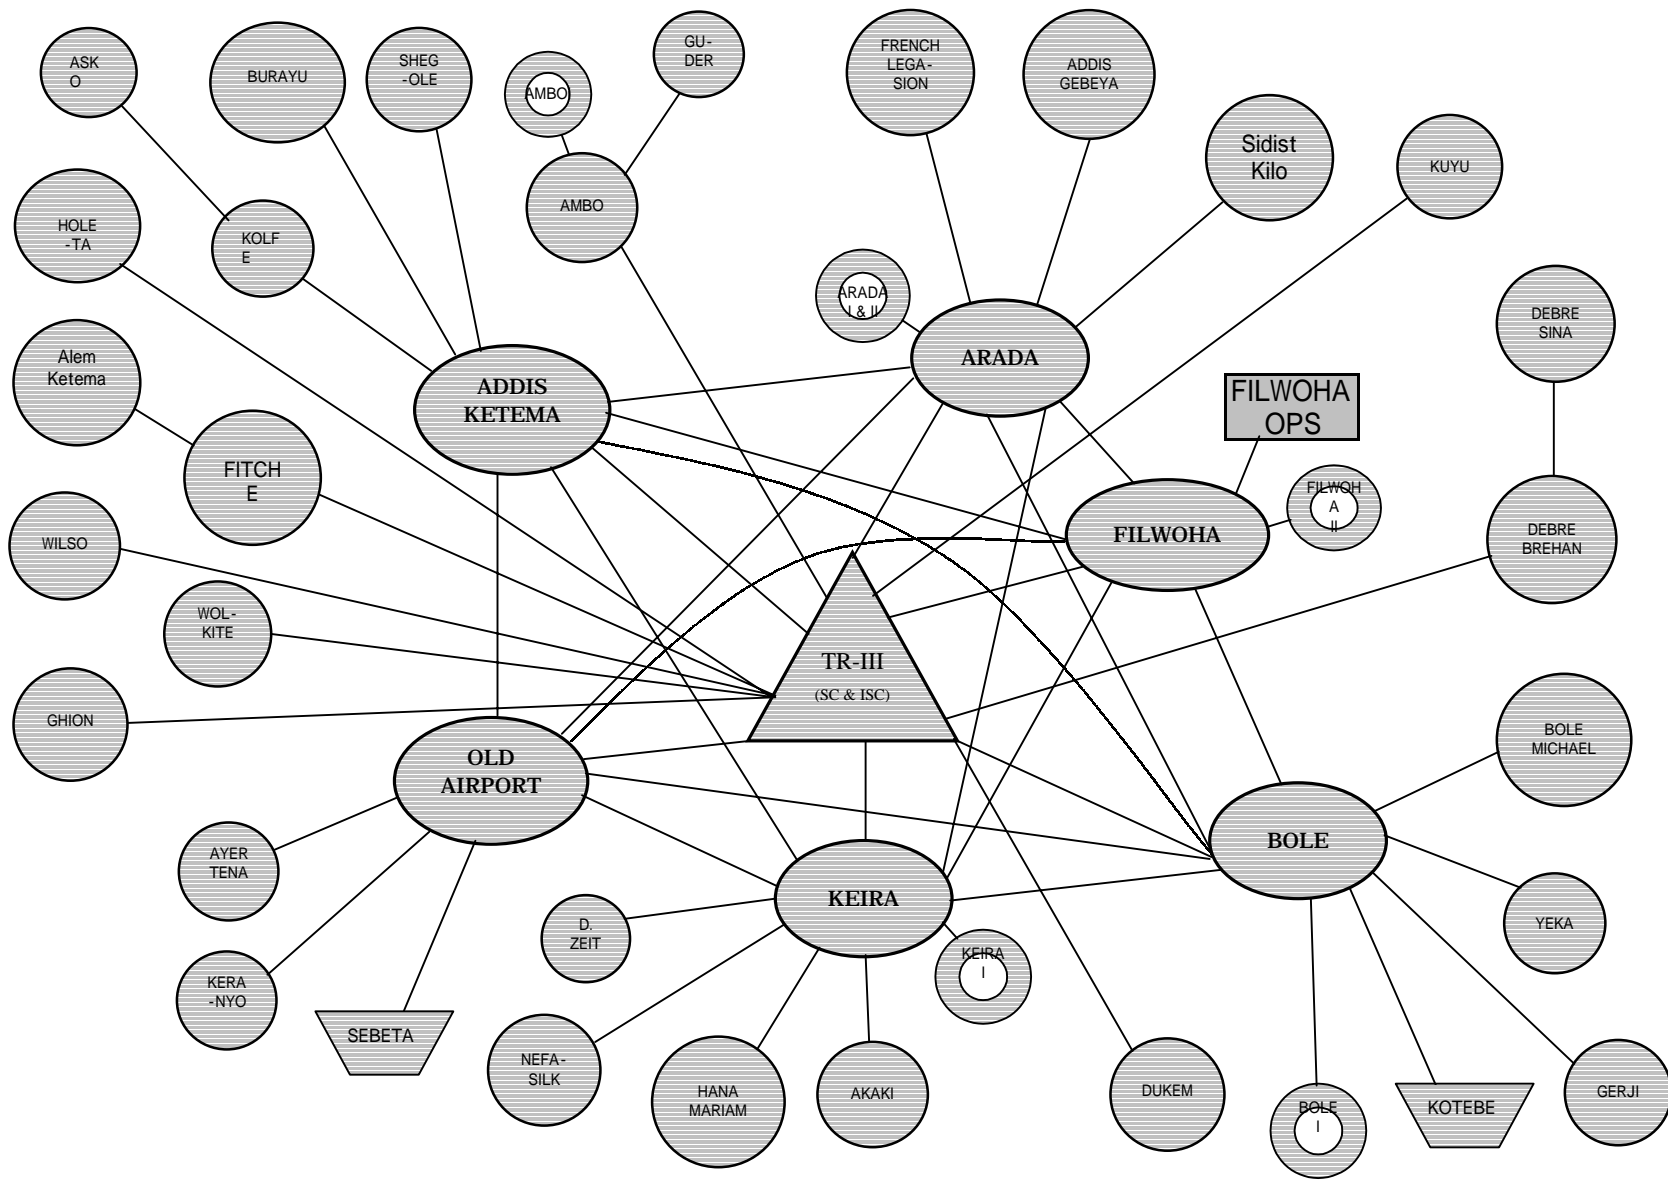 ASK
O
BURAYU
SHEG
-OLE
AMBO
GU-
DER
FRENCH
LEGA-
SION
ADDIS
GEBEYA
Sidist
Kilo
KUYU
HOLE
-TA
KOLF
E
AMBO
ARADA
I & II
DEBRE
SINA
Alem
Ketema
ADDIS
KETEMA
ARADA
FILWOHA
OPS
FITCH
E
FILWOH
A
II
WILSO
FILWOHA
DEBRE
BREHAN
WOL-
KITE
TR-III
(SC & ISC)
GHION
OLD
AIRPORT
BOLE
MICHAEL
BOLE
AYER
TENA
KEIRA
D.
ZEIT
YEKA
KERA
-NYO
KEIRA
I
SEBETA
NEFA-
SILK
HANA
MARIAM
AKAKI
DUKEM
BOLE
I
KOTEBE
GERJI